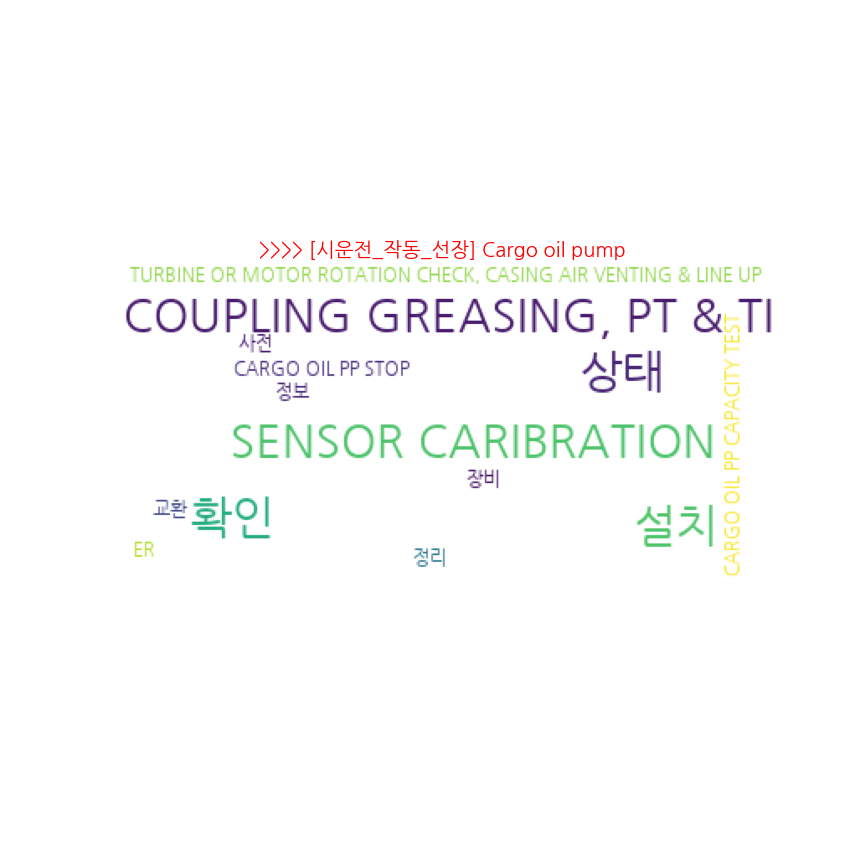 >>>> [시운전_작동_선장] Cargo oil pump
TURBINE OR MOTOR ROTATION CHECK, CASING AIR VENTING & LINE UP
COUPLING GREASING, PT & TI
사전
CARGO OIL PP STOP
상태
정보
CARGO OIL PP CAPACITY TEST
SENSOR CARIBRATION
장비
교환
확인
설치
ER
정리